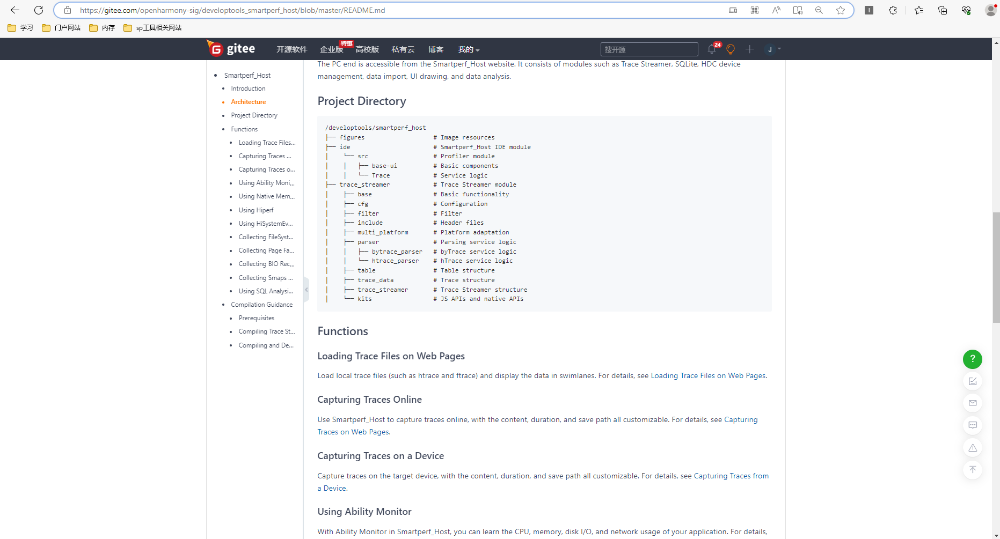 https://gitee.com/openharmony-sig/developtools_smartperf_host/blob/master/README.md
学习
门户网站
内存
sp工具相关网站
gitee
开源软件
企业版
特惠
高校版
私有云
博客
我的
搜开源
24
J
Smartperf_Host
Introduction
Architecture
Project Directory
Functions
Loading Trace Files...
Capturing Traces ...
Capturing Traces o...
Using Ability Moni...
Using Native Mem...
Using Hiperf
Using HiSystemEv...
Collecting FileSyst...
Collecting Page Fa...
Collecting BIO Rec...
Collecting Smaps ...
Using SQL Analysi...
Compilation Guidance
Prerequisites
Compiling Trace St...
Compiling and De...
The PC end is accessible from the Smartperf_Host website. It consists of modules such as Trace Streamer, SQLite, HDC device
management, data import, UI drawing, and data analysis.
Project Directory
/developtools/smartperf_host
├── figures # Image resources
├── ide # Smartperf_Host IDE module
│ └── src # Profiler module
│ │ ├── base-ui # Basic components
│ │ └── Trace # Service logic
├── trace_streamer # Trace Streamer module
│ ├── base # Basic functionality
│ ├── cfg # Configuration
│ ├── filter # Filter
│ ├── include # Header files
│ ├── multi_platform # Platform adaptation
│ ├── parser # Parsing service logic
│ │ ├── bytrace_parser # byTrace service logic
│ │ └── htrace_parser # hTrace service logic
│ ├── table # Table structure
│ ├── trace_data # Trace structure
│ ├── trace_streamer # Trace Streamer structure
│ └── kits # JS APIs and native APIs
Functions
Loading Trace Files on Web Pages
Load local trace files (such as htrace and ftrace) and display the data in swimlanes. For details, see Loading Trace Files on Web Pages.
Capturing Traces Online
Use Smartperf_Host to capture traces online, with the content, duration, and save path all customizable. For details, see Capturing
Traces on Web Pages.
Capturing Traces on a Device
Capture traces on the target device, with the content, duration, and save path all customizable. For details, see Capturing Traces from
a Device.
Using Ability Monitor
With Ability Monitor in Smartperf_Host, you can learn the CPU, memory, disk I/O, and network usage of your application. For details,